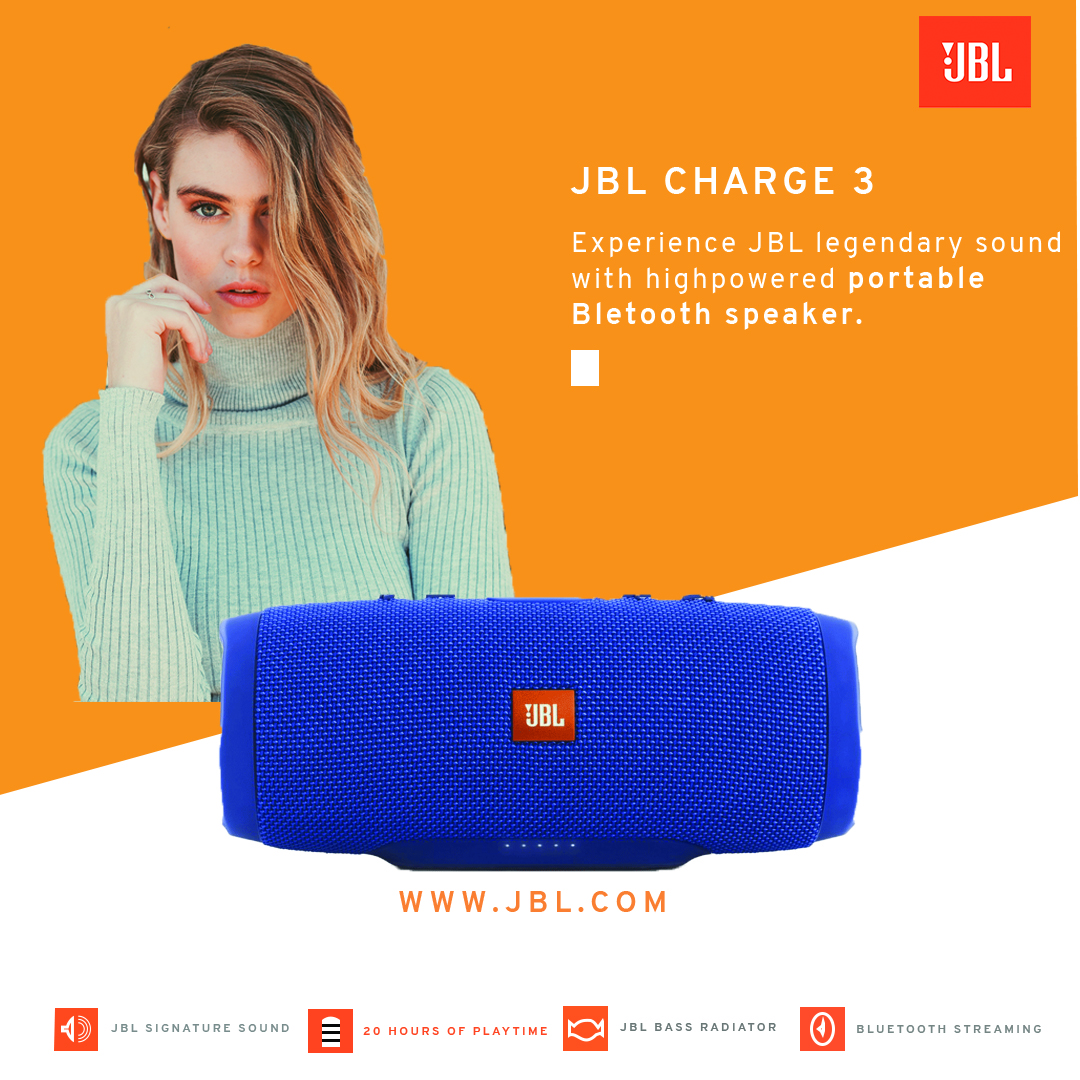 JBL
JBL CHARGE 3
Experience JBL legendary sound
with highpowered portable
Bletooth speaker.
JBL
WWW.JBL.COM
JBL SIGNATURE SOUND
20 HOURS OF PLAYTIME
JBL BASS RADIATOR
BLUETOOTH STREAMING